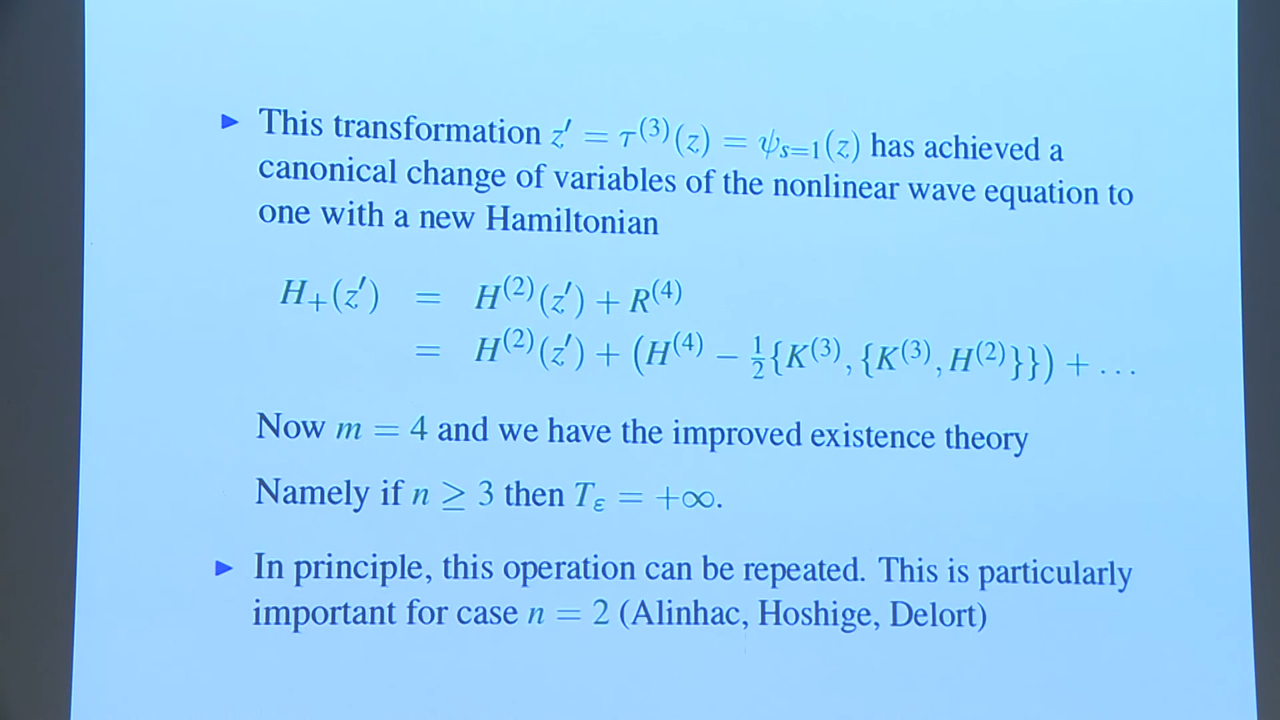 ▶ This transformation z′ = τ⁽³⁾(z) = ψₛ₌₁(z) has achieved a
canonical change of variables of the nonlinear wave equation to
one with a new Hamiltonian
H₊(z′) = H⁽²⁾(z′) + R⁽⁴⁾
= H⁽²⁾(z′) + (H⁽⁴⁾ − ½{K⁽³⁾, {K⁽³⁾, H⁽²⁾}}) + …
Now m = 4 and we have the improved existence theory
Namely if n ≥ 3 then T_ε = +∞.
▶ In principle, this operation can be repeated. This is particularly
important for case n = 2 (Alinhac, Hoshige, Delort)